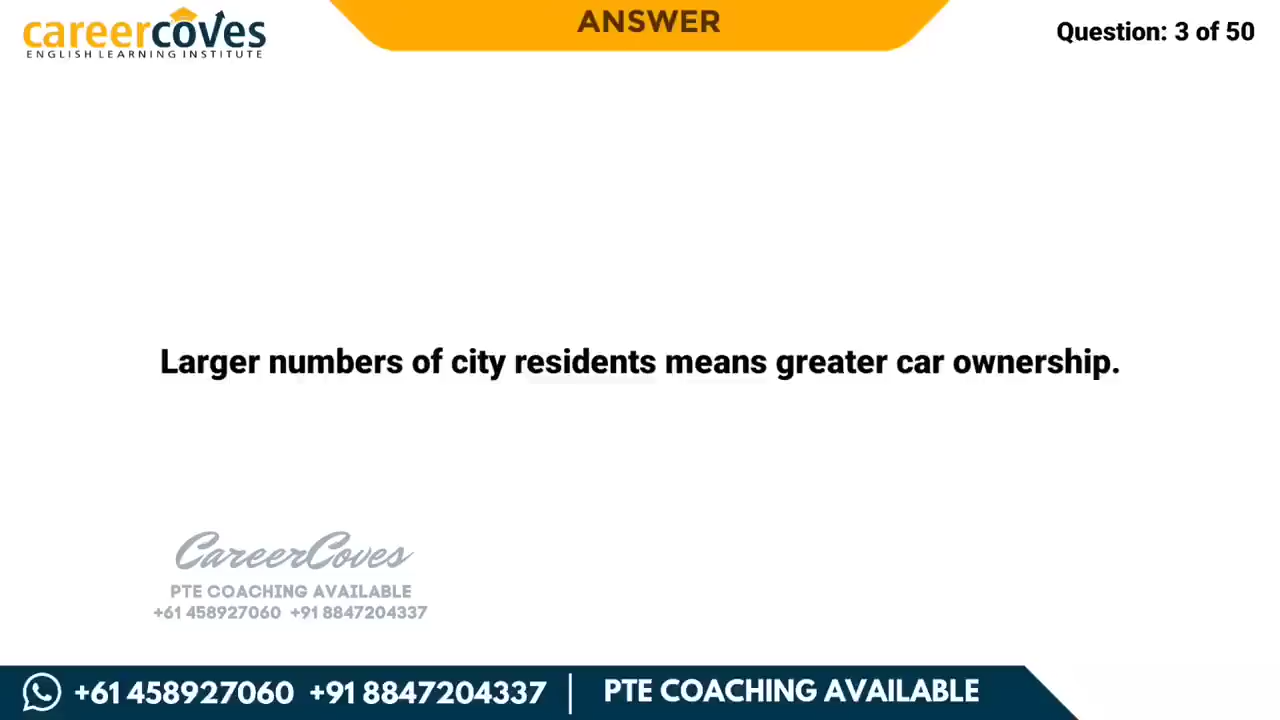 careercoves
ENGLISH LEARNING INSTITUTE
ANSWER
Question: 3 of 50
Larger numbers of city residents means greater car ownership.
CareerCoves
PTE COACHING AVAILABLE
+61 458927060 +91 8847204337
+61 458927060 +91 8847204337 | PTE COACHING AVAILABLE